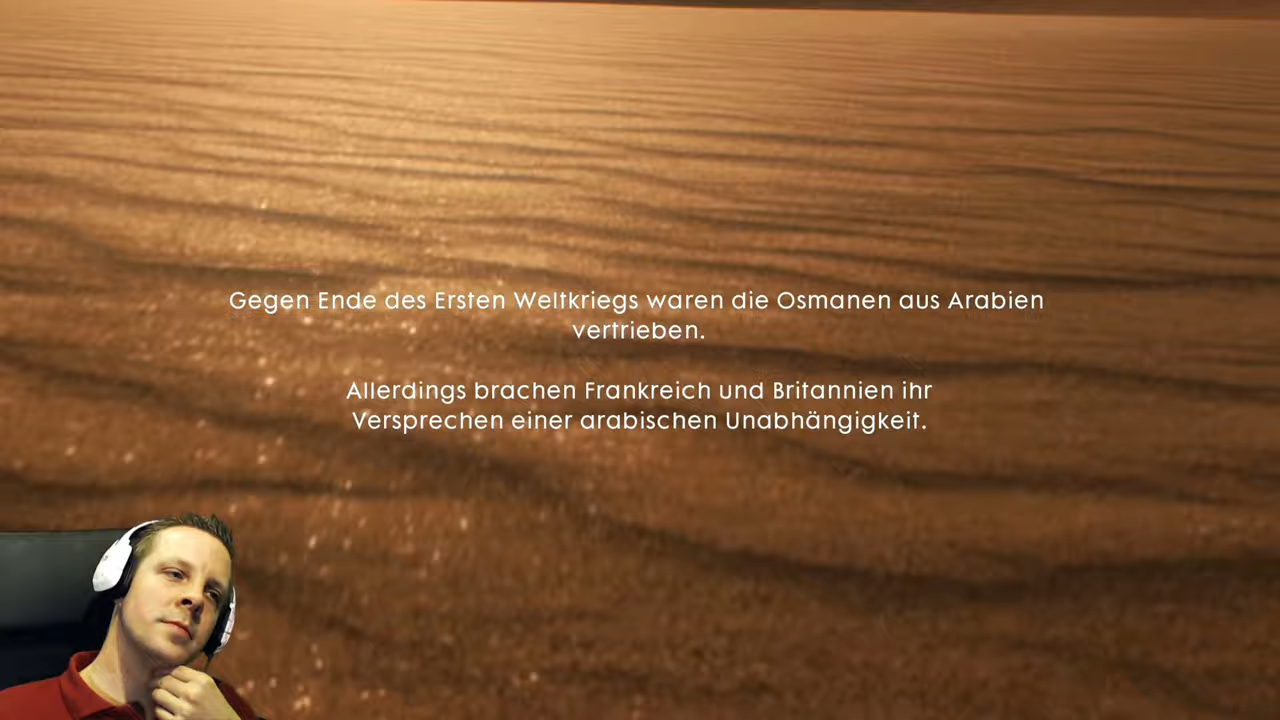 Gegen Ende des Ersten Weltkriegs waren die Osmanen aus Arabien
vertrieben.
Allerdings brachen Frankreich und Britannien ihr
Versprechen einer arabischen Unabhängigkeit.